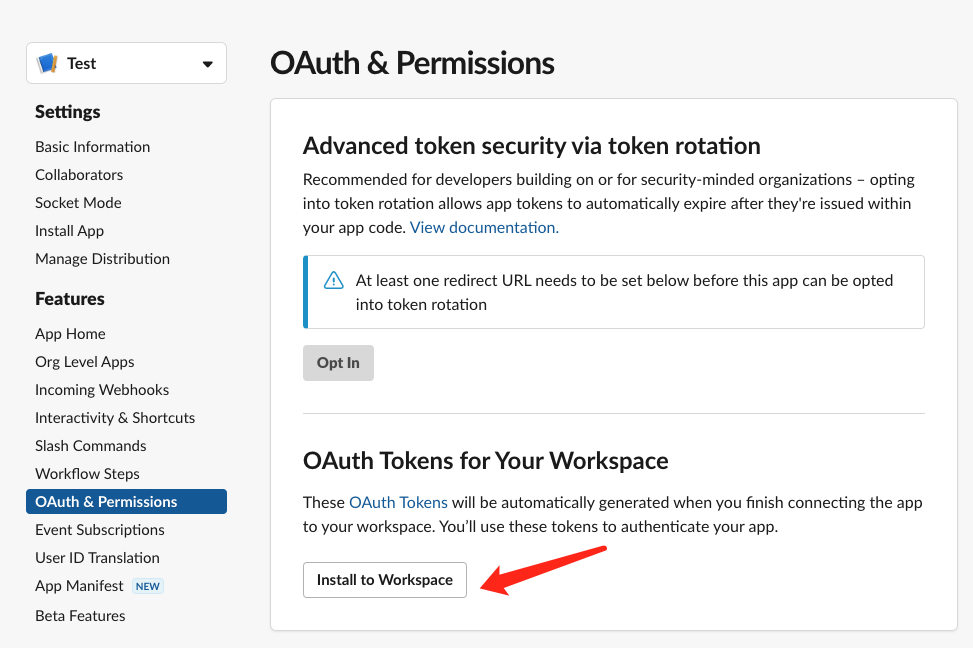 Test
Settings
Basic Information
Collaborators
Socket Mode
Install App
Manage Distribution
Features
App Home
Org Level Apps
Incoming Webhooks
Interactivity & Shortcuts
Slash Commands
Workflow Steps
OAuth & Permissions
Event Subscriptions
User ID Translation
App Manifest NEW
Beta Features
OAuth & Permissions
Advanced token security via token rotation
Recommended for developers building on or for security-minded organizations – opting
into token rotation allows app tokens to automatically expire after they're issued within
your app code. View documentation.
At least one redirect URL needs to be set below before this app can be opted
into token rotation
Opt In
OAuth Tokens for Your Workspace
These OAuth Tokens will be automatically generated when you finish connecting the app
to your workspace. You’ll use these tokens to authenticate your app.
Install to Workspace